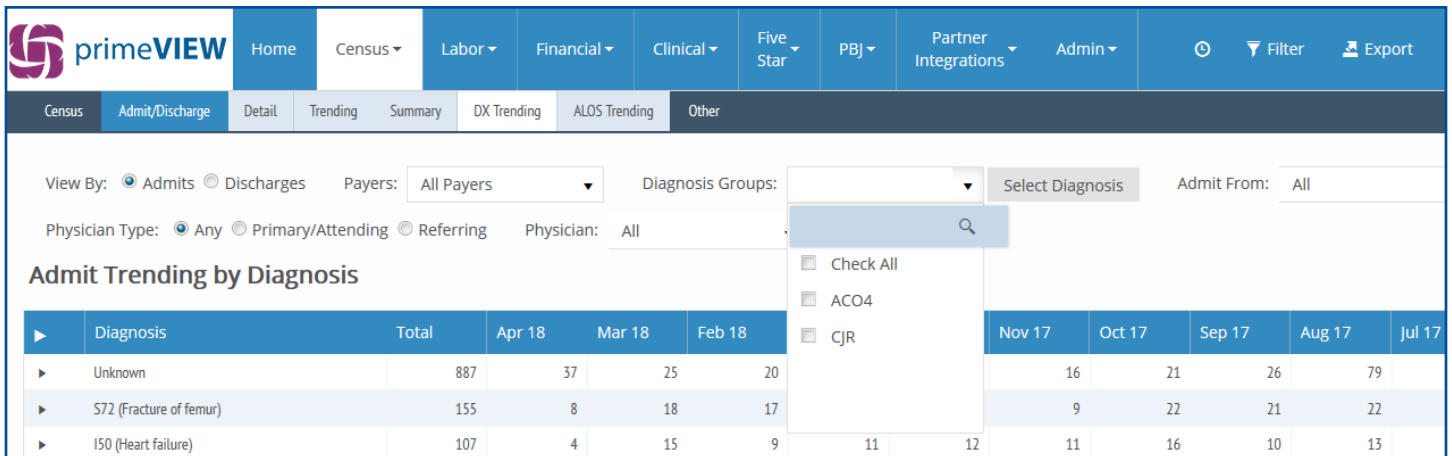 primeVIEW Home Census Labor Financial Clinical Five Star PBJ Partner Integrations Admin Filter Export
Census Admit/Discharge Detail Trending Summary DX Trending ALOS Trending Other
View By: Admits Discharges Payers: All Payers Diagnosis Groups: Select Diagnosis Admit From: All
Physician Type: Any Primary/Attending Referring Physician: All
Check All
ACO4
CJR
Admit Trending by Diagnosis
Diagnosis Total Apr 18 Mar 18 Feb 18 Nov 17 Oct 17 Sep 17 Aug 17 Jul 17
Unknown 887 37 25 20 16 21 26 79
S72 (Fracture of femur) 155 8 18 17 9 22 21 22
I50 (Heart failure) 107 4 15 9 11 12 11 16 10 13